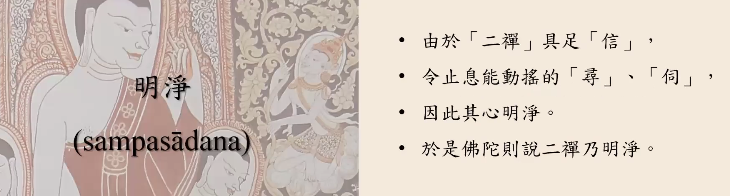 明淨
(sampasādana)
• 由於「二禪」具足「信」，
• 令止息能動搖的「尋」、「伺」，
• 因此其心明淨。
• 於是佛陀則說二禪乃明淨。